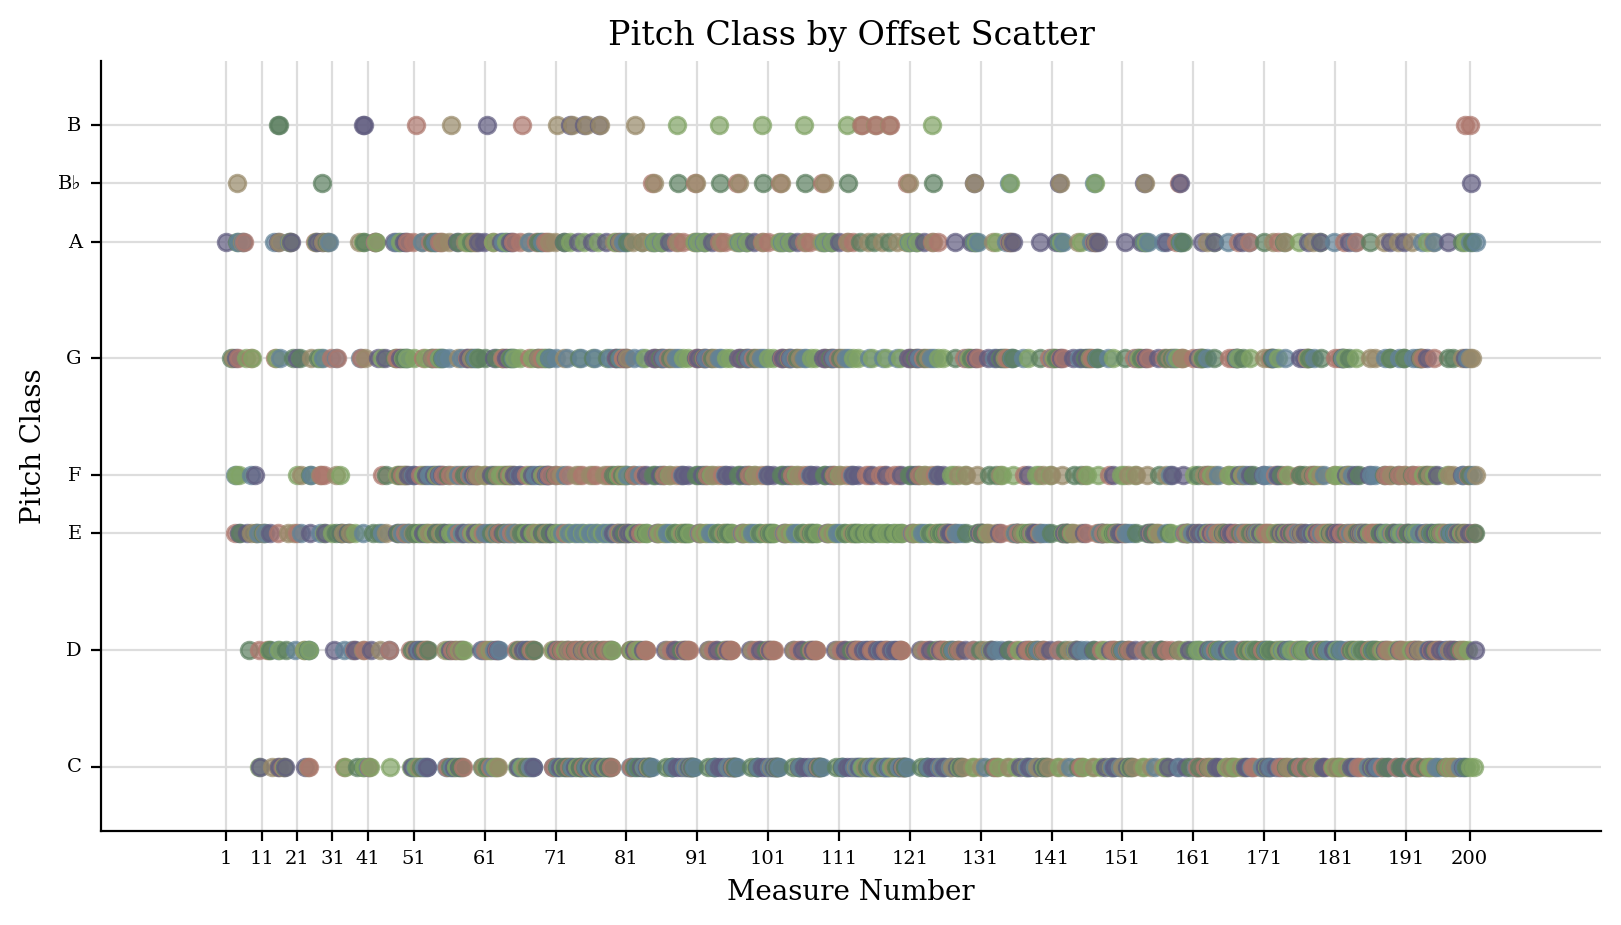 Pitch Class by Offset Scatter
Pitch Class
B
B♭
A
G
F
E
D
C
1 11 21 31 41 51 61 71 81 91 101 111 121 131 141 151 161 171 181 191 200
Measure Number